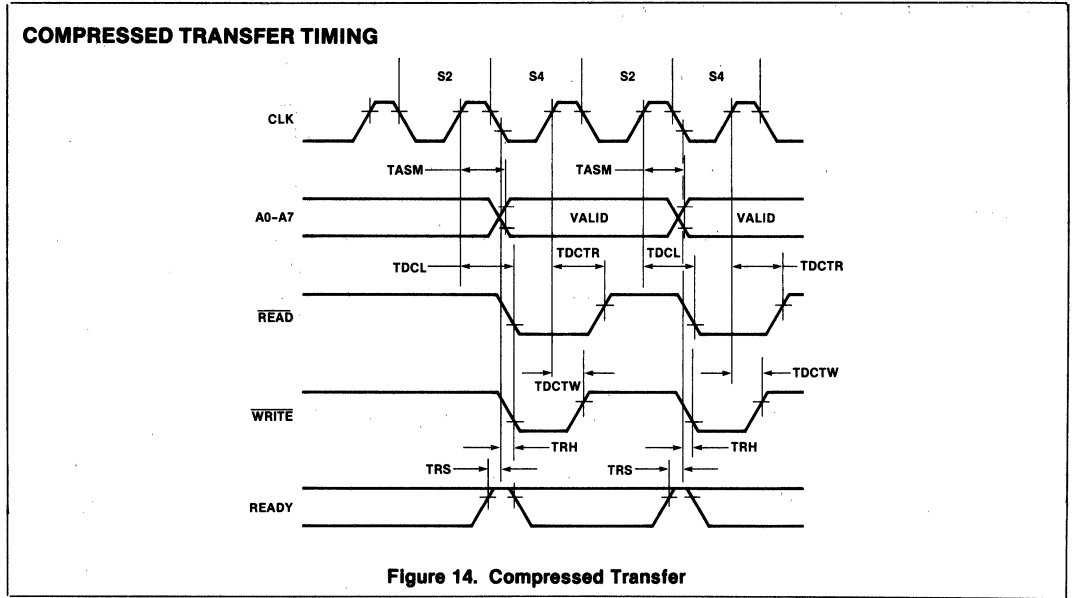 COMPRESSED TRANSFER TIMING
S2 S4 S2 S4
CLK
TASM TASM
A0-A7 VALID VALID
TDCL TDCTR TDCL TDCTR
READ
TDCTW TDCTW
WRITE
TRH TRH
TRS TRS
READY
Figure 14. Compressed Transfer